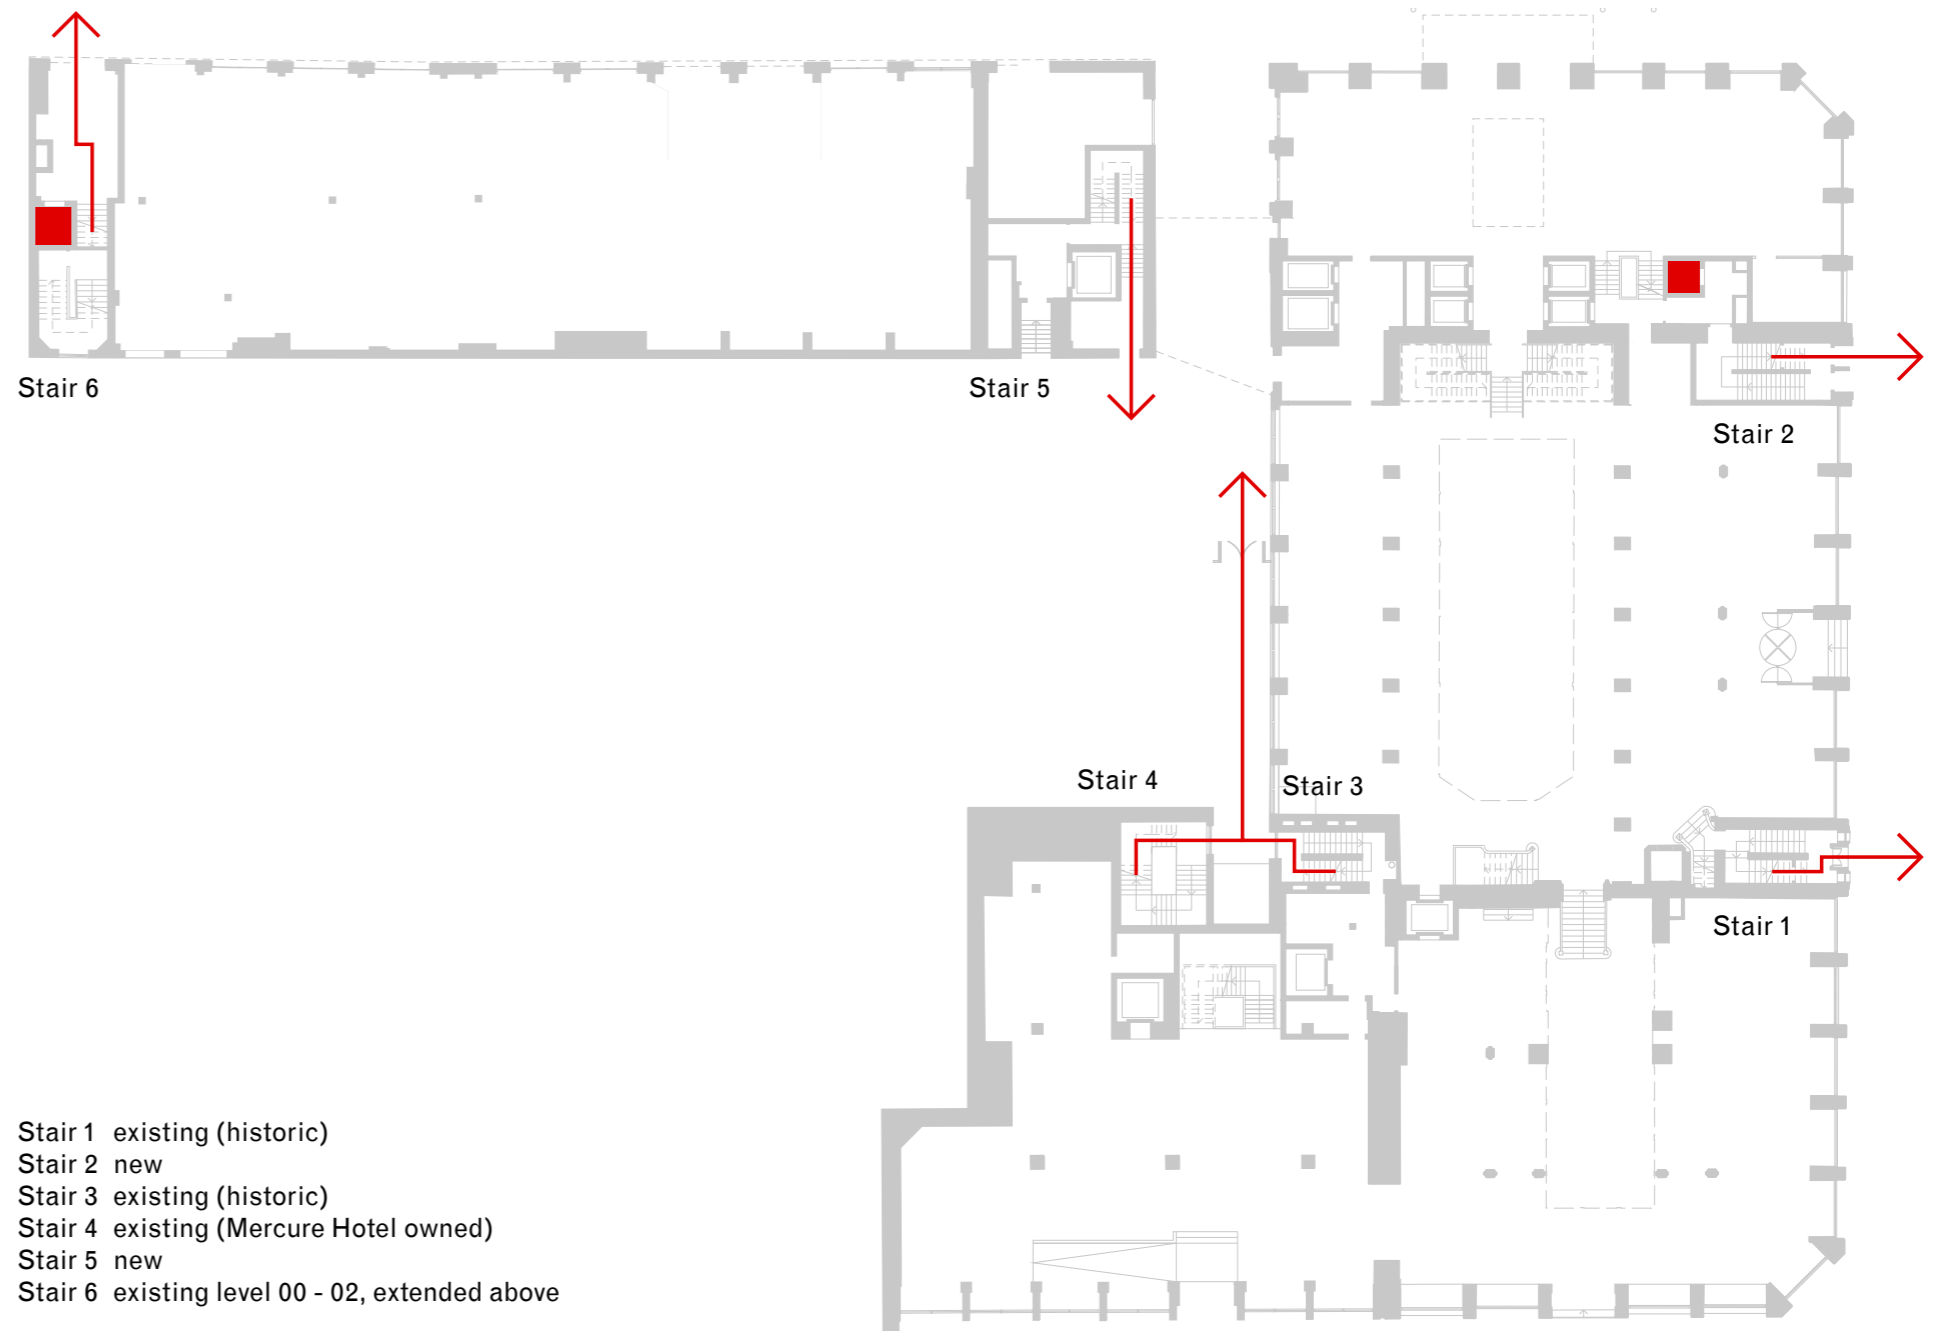 Stair 6
Stair 5
Stair 2
Stair 4
Stair 3
Stair 1
Stair 1 existing (historic)
Stair 2 new
Stair 3 existing (historic)
Stair 4 existing (Mercure Hotel owned)
Stair 5 new
Stair 6 existing level 00 - 02, extended above